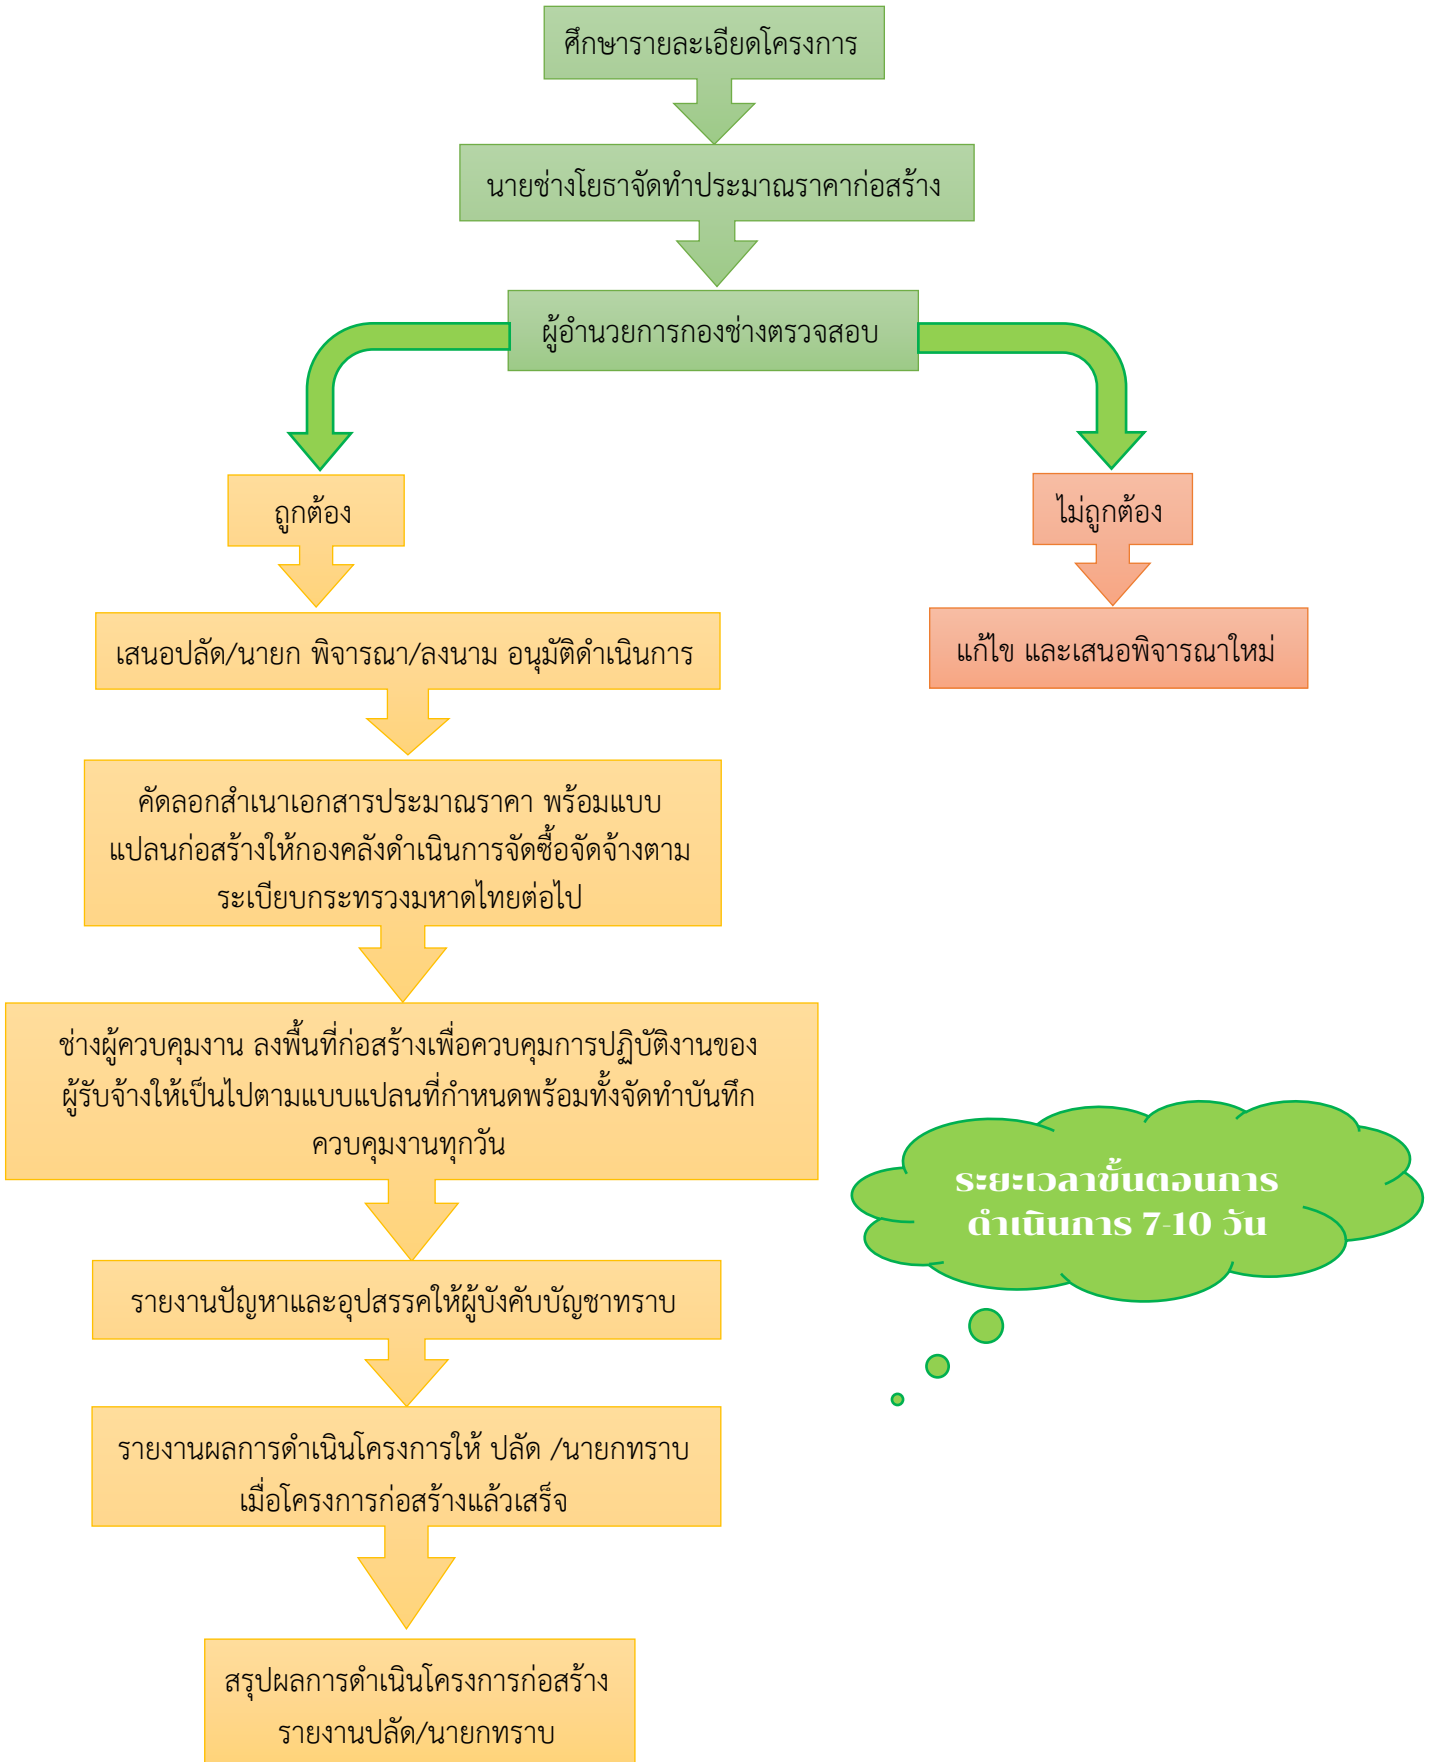 ศึกษารายละเอียดโครงการ
นายช่างโยธาจัดทำประมาณราคาก่อสร้าง
ผู้อำนวยการกองช่างตรวจสอบ
ถูกต้อง
ไม่ถูกต้อง
เสนอปลัด/นายก พิจารณา/ลงนาม อนุมัติดำเนินการ
แก้ไข และเสนอพิจารณาใหม่
คัดลอกสำเนาเอกสารประมาณราคา พร้อมแบบ
แปลนก่อสร้างให้กองคลังดำเนินการจัดซื้อจัดจ้างตาม
ระเบียบกระทรวงมหาดไทยต่อไป
ช่างผู้ควบคุมงาน ลงพื้นที่ก่อสร้างเพื่อควบคุมการปฏิบัติงานของ
ผู้รับจ้างให้เป็นไปตามแบบแปลนที่กำหนดพร้อมทั้งจัดทำบันทึก
ควบคุมงานทุกวัน
ระยะเวลาขั้นตอนการ
ดำเนินการ 7-10 วัน
รายงานปัญหาและอุปสรรคให้ผู้บังคับบัญชาทราบ
รายงานผลการดำเนินโครงการให้ ปลัด /นายกทราบ
เมื่อโครงการก่อสร้างแล้วเสร็จ
สรุปผลการดำเนินโครงการก่อสร้าง
รายงานปลัด/นายกทราบ